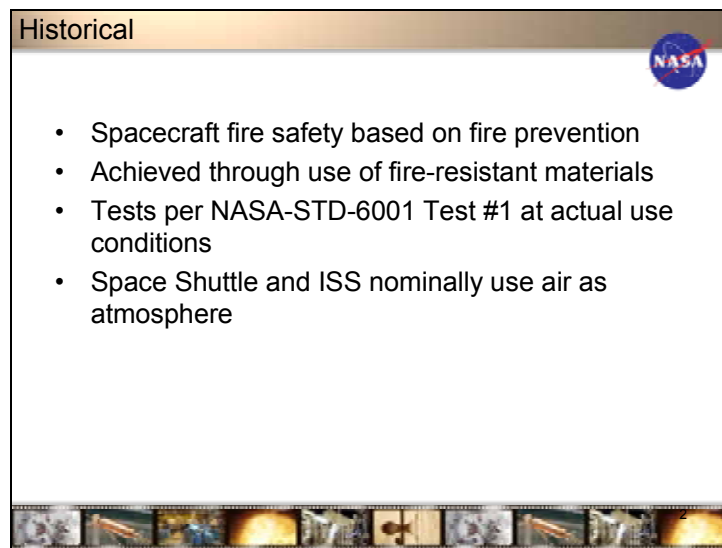 Historical
NASA
• Spacecraft fire safety based on fire prevention
• Achieved through use of fire-resistant materials
• Tests per NASA-STD-6001 Test #1 at actual use
conditions
• Space Shuttle and ISS nominally use air as
atmosphere
2